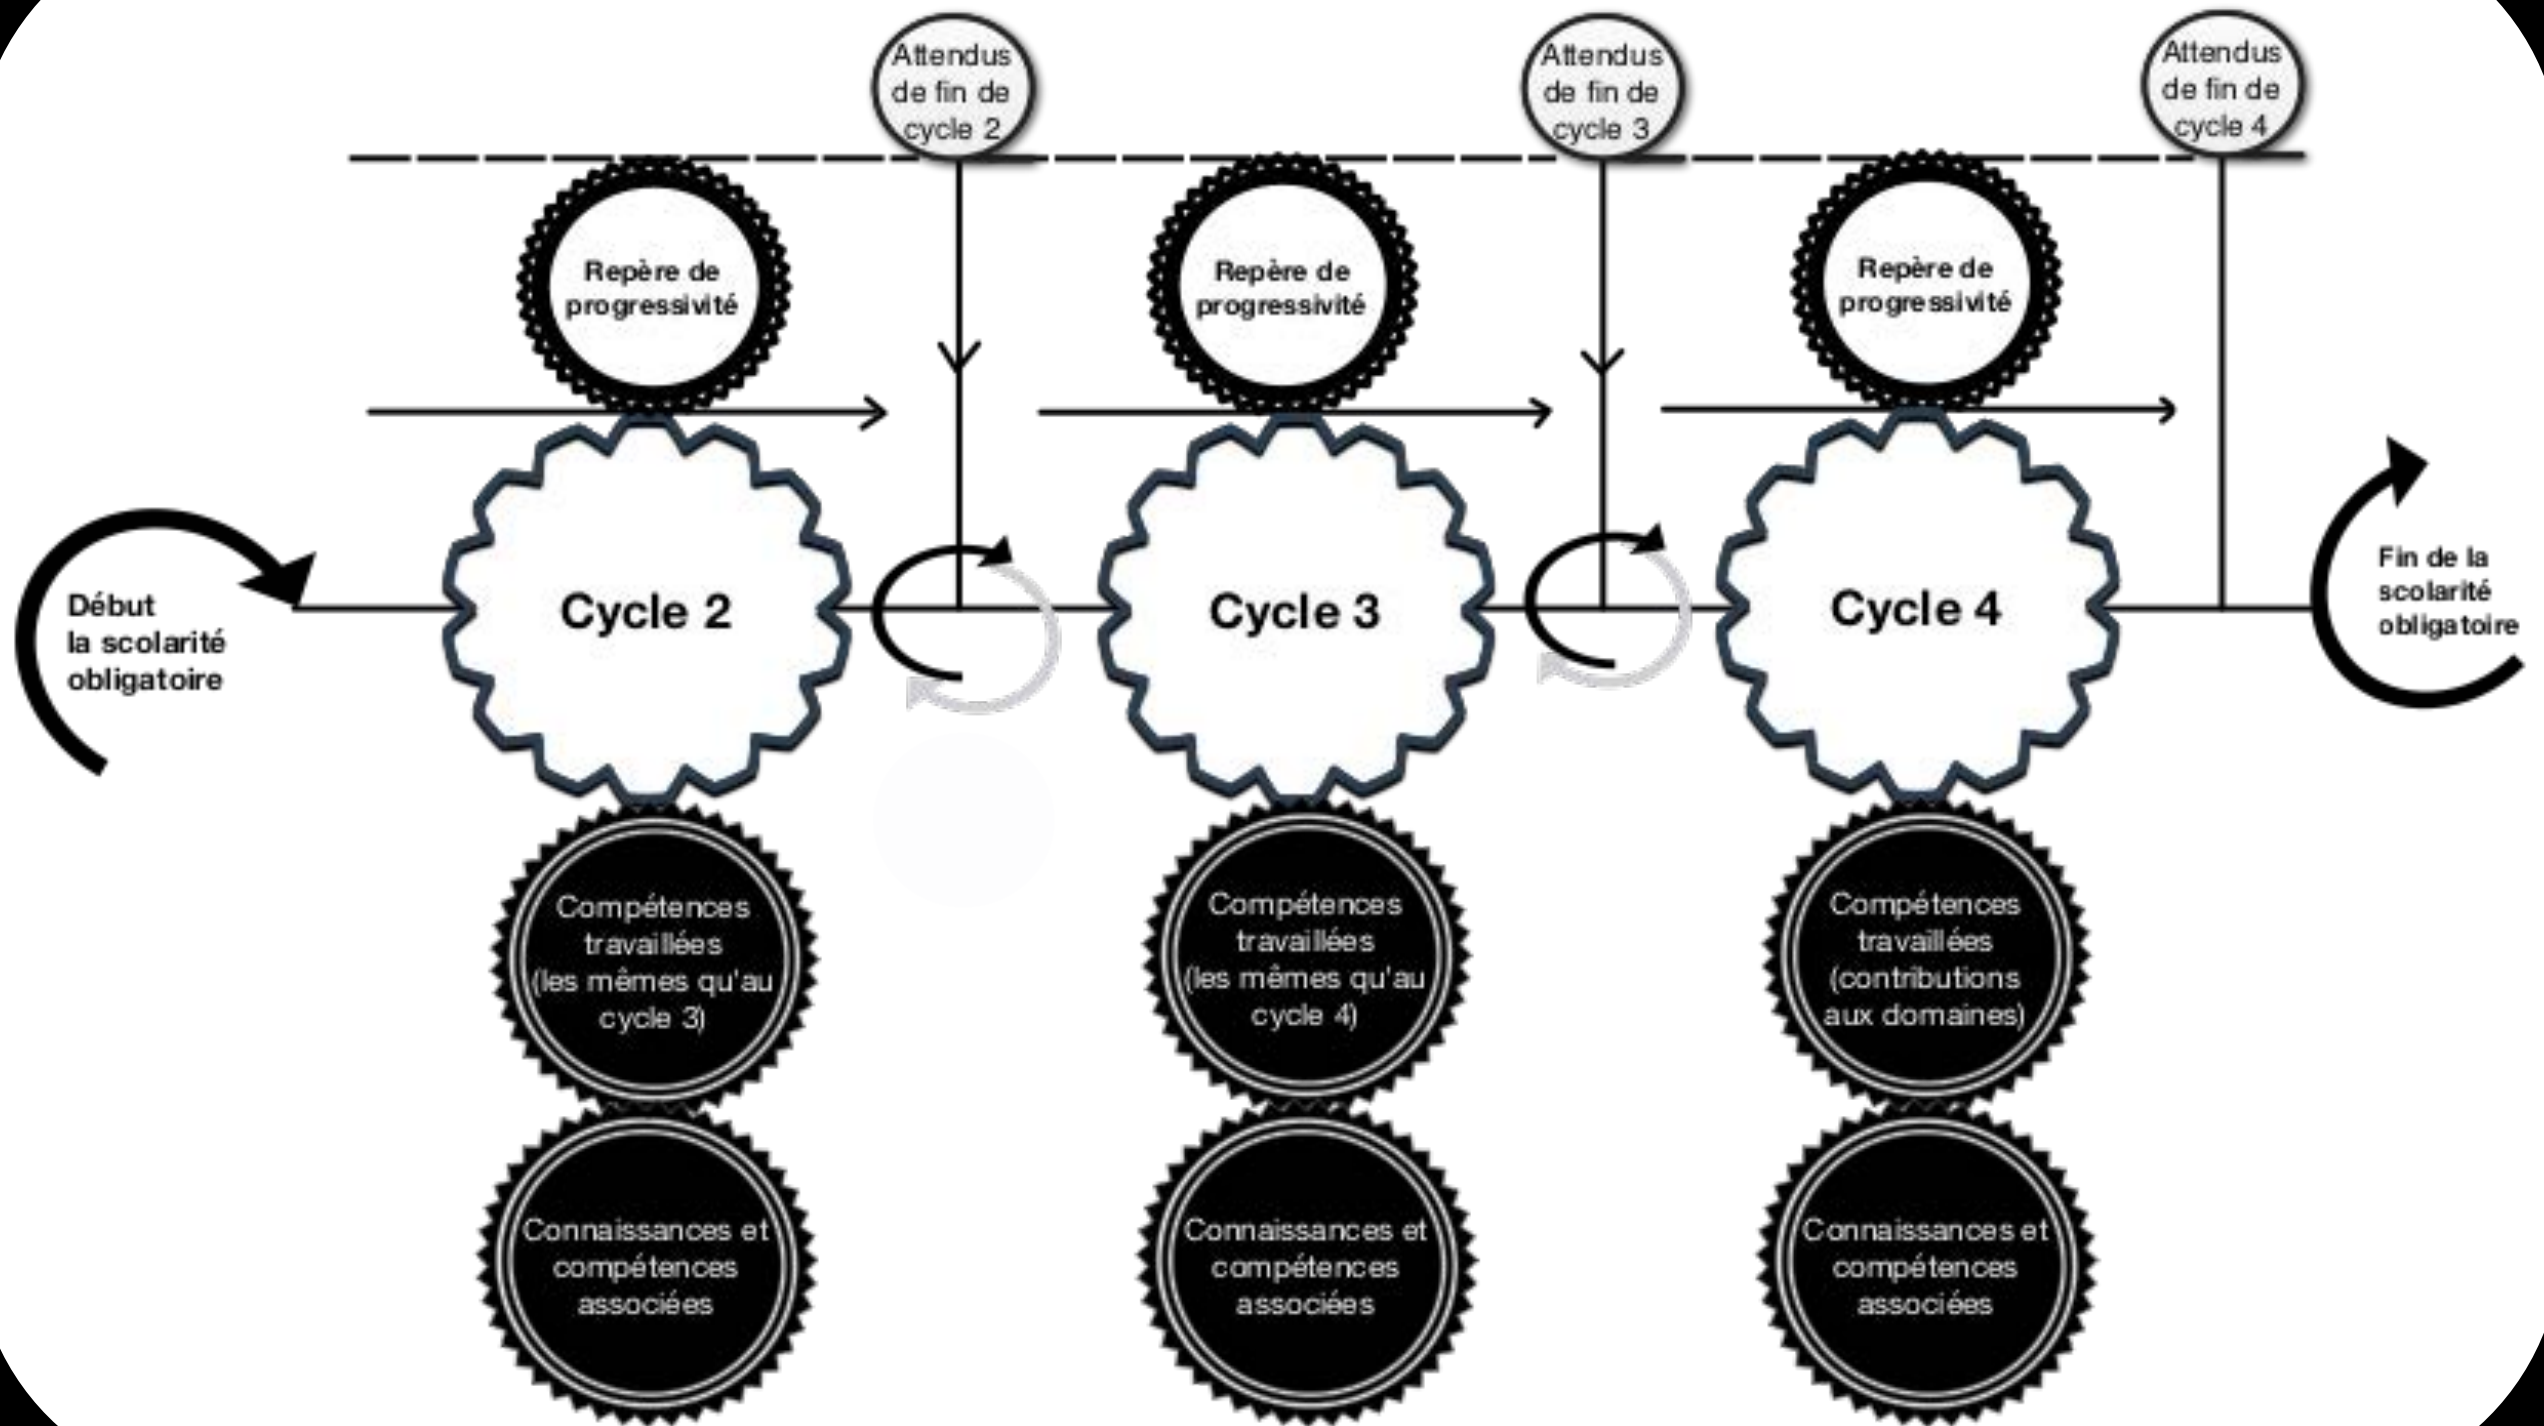 Attendus
de fin de
cycle 2
Attendus
de fin de
cycle 3
Attendus
de fin de
cycle 4
Repère de
progressivité
Repère de
progressivité
Repère de
progressivité
Début
la scolarité
obligatoire
Cycle 2
Cycle 3
Cycle 4
Fin de la
scolarité
obligatoire
Compétences
travaillées
(les mêmes qu'au
cycle 3)
Compétences
travaillées
(les mêmes qu'au
cycle 4)
Compétences
travaillées
(contributions
aux domaines)
Connaissances et
compétences
associées
Connaissances et
compétences
associées
Connaissances et
compétences
associées